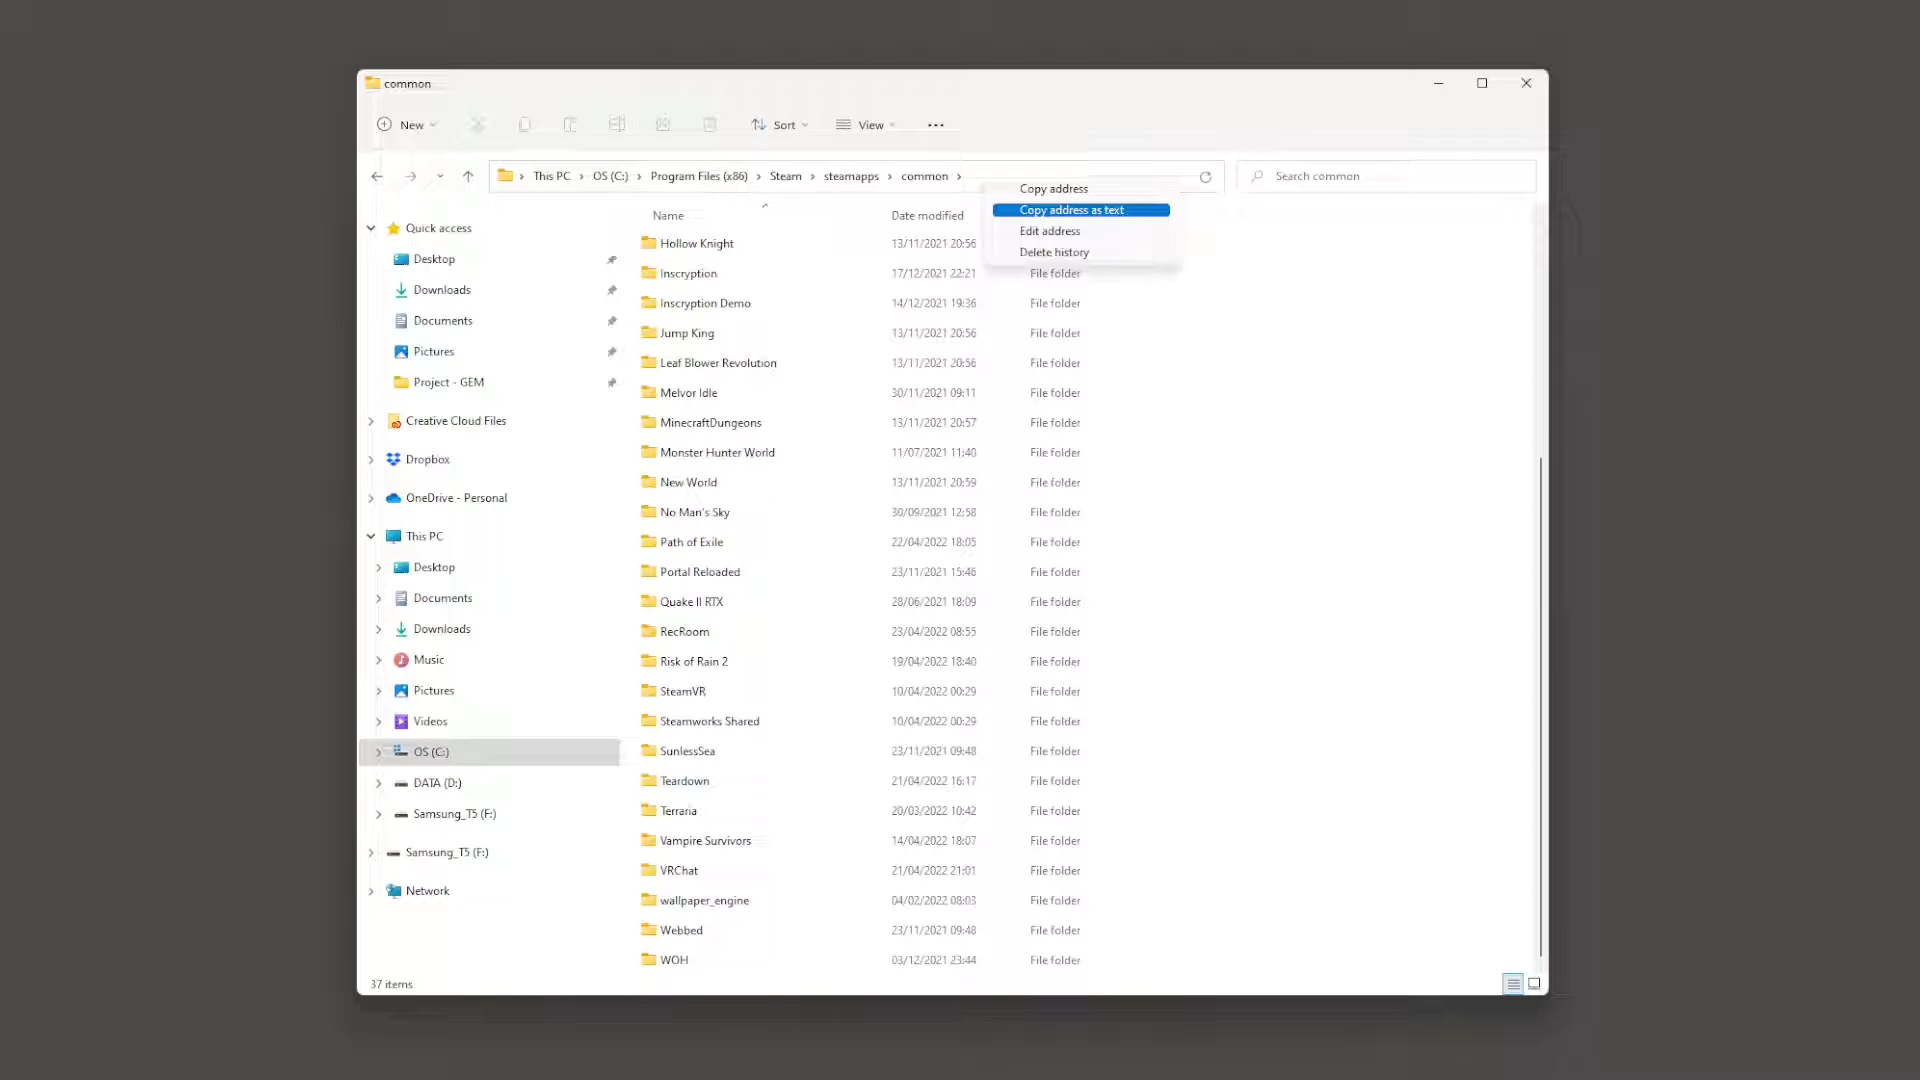 common
New
Sort
View
This PC > OS (C:) > Program Files (x86) > Steam > steamapps > common >
Search common
Copy address
Copy address as text
Edit address
Delete history
Quick access
Desktop
Downloads
Documents
Pictures
Project - GEM
Creative Cloud Files
Dropbox
OneDrive - Personal
This PC
Desktop
Documents
Downloads
Music
Pictures
Videos
OS (C:)
DATA (D:)
Samsung_T5 (F:)
Samsung_T5 (F:)
Network
Name Date modified
Hollow Knight 13/11/2021 20:56
Inscryption 17/12/2021 22:21 File folder
Inscryption Demo 14/12/2021 19:36 File folder
Jump King 13/11/2021 20:56 File folder
Leaf Blower Revolution 13/11/2021 20:56 File folder
Melvor Idle 30/11/2021 09:11 File folder
MinecraftDungeons 13/11/2021 20:57 File folder
Monster Hunter World 11/07/2021 11:40 File folder
New World 13/11/2021 20:59 File folder
No Man's Sky 30/09/2021 12:58 File folder
Path of Exile 22/04/2022 18:05 File folder
Portal Reloaded 23/11/2021 15:46 File folder
Quake II RTX 28/06/2021 18:09 File folder
RecRoom 23/04/2022 08:55 File folder
Risk of Rain 2 19/04/2022 18:40 File folder
SteamVR 10/04/2022 00:29 File folder
Steamworks Shared 10/04/2022 00:29 File folder
SunlessSea 23/11/2021 09:48 File folder
Teardown 21/04/2022 16:17 File folder
Terraria 20/03/2022 10:42 File folder
Vampire Survivors 14/04/2022 18:07 File folder
VRChat 21/04/2022 21:01 File folder
wallpaper_engine 04/02/2022 08:03 File folder
Webbed 23/11/2021 09:48 File folder
WOH 03/12/2021 23:44 File folder
37 items